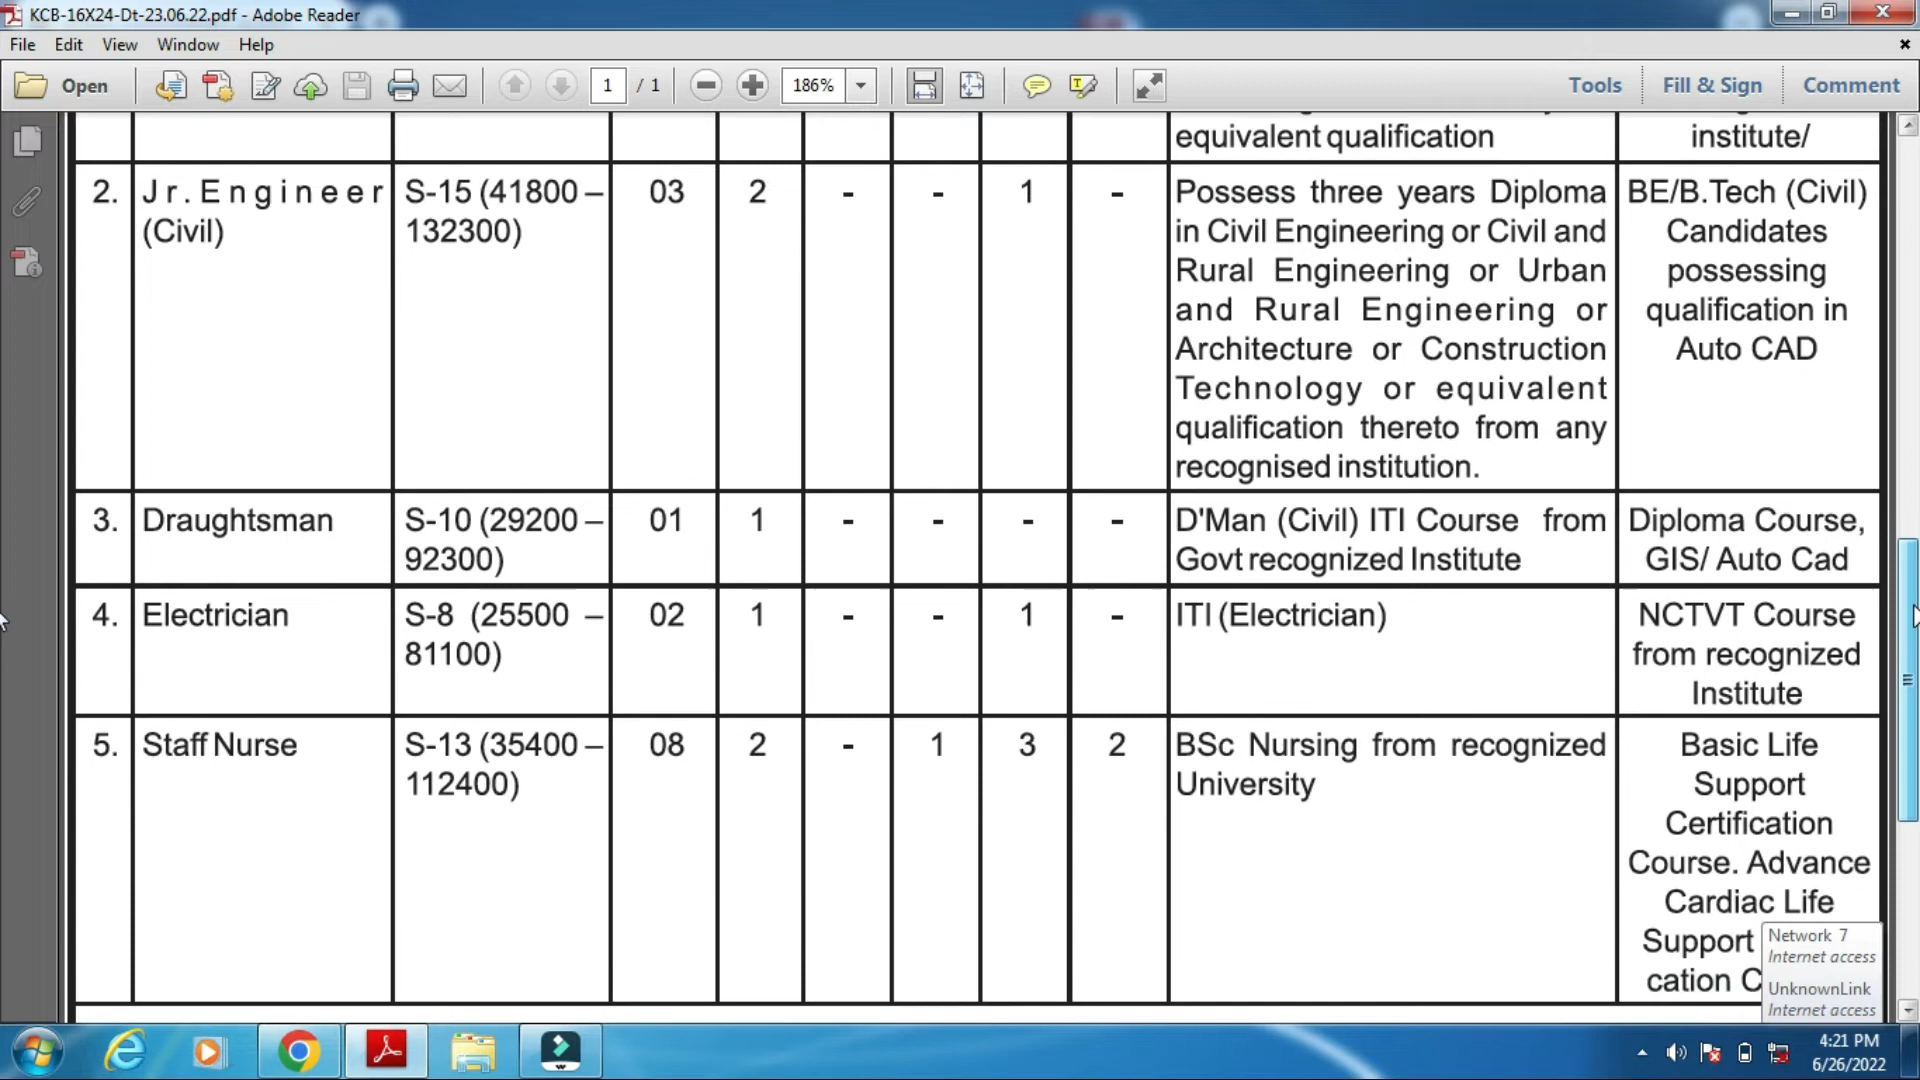 KCB-16X24-Dt-23.06.22.pdf - Adobe Reader
File Edit View Window Help
Open 1 / 1 186% Tools Fill & Sign Comment
equivalent qualification institute/
2. Jr. Engineer S-15 (41800 – 03 2 - - 1 - Possess three years Diploma BE/B.Tech (Civil)
(Civil) 132300) in Civil Engineering or Civil and Candidates
Rural Engineering or Urban possessing
and Rural Engineering or qualification in
Architecture or Construction Auto CAD
Technology or equivalent
qualification thereto from any
recognised institution.
3. Draughtsman S-10 (29200 – 01 1 - - - - D'Man (Civil) ITI Course from Diploma Course,
92300) Govt recognized Institute GIS/ Auto Cad
4. Electrician S-8 (25500 – 02 1 - - 1 - ITI (Electrician) NCTVT Course
81100) from recognized
Institute
5. Staff Nurse S-13 (35400 – 08 2 - 1 3 2 BSc Nursing from recognized Basic Life
112400) University Support
Certification
Course. Advance
Cardiac Life
Support
cation C
Network 7
Internet access
UnknownLink
Internet access
4:21 PM
6/26/2022